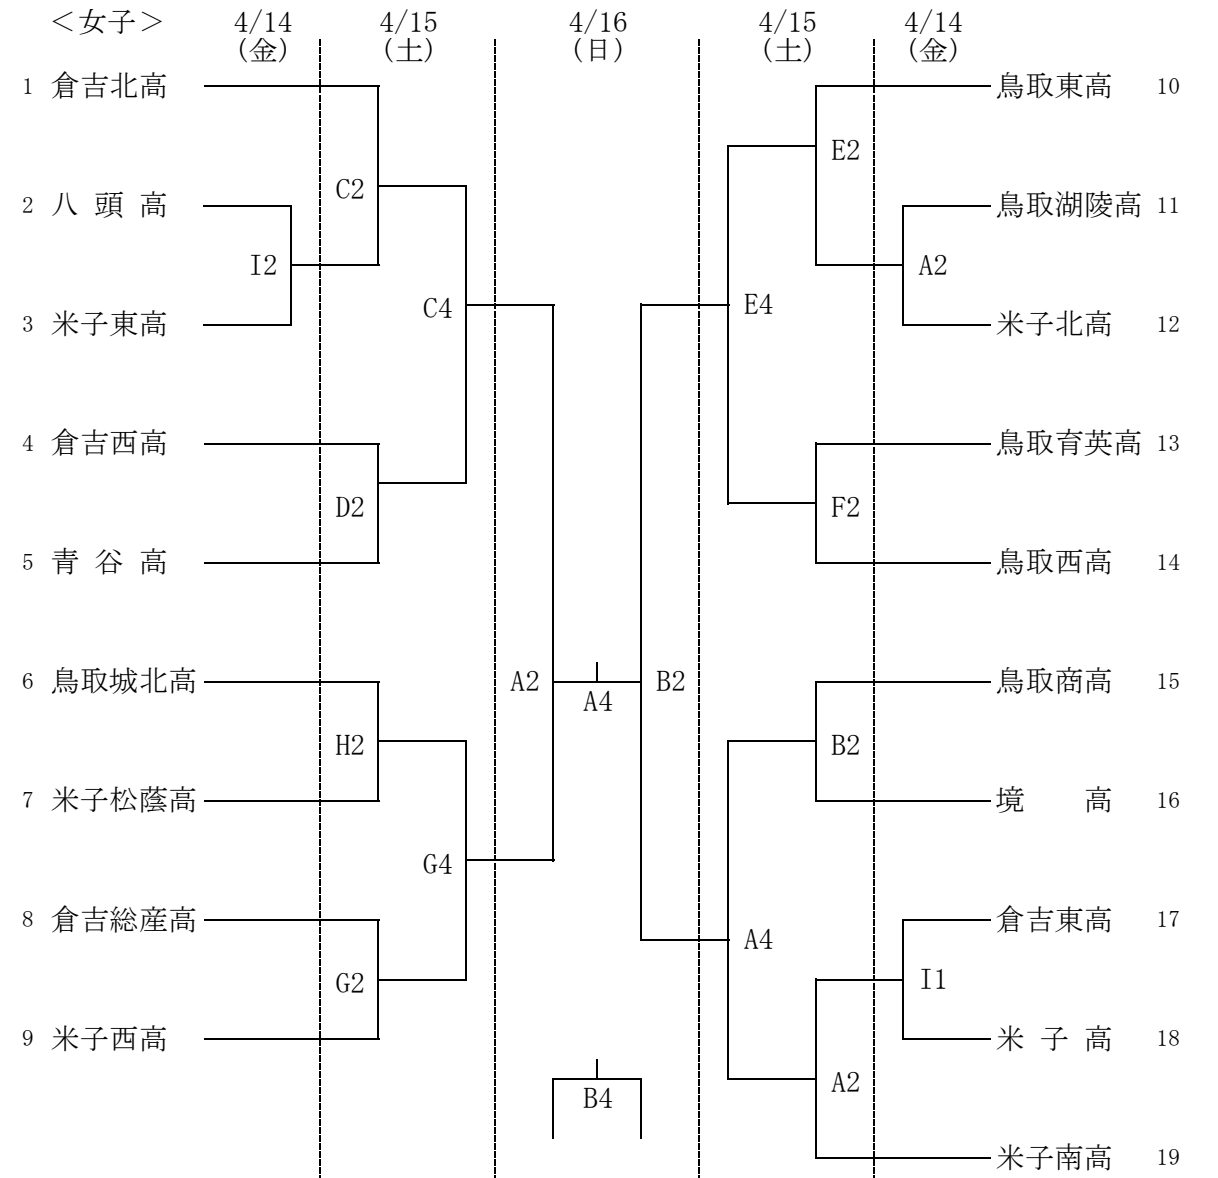 ＜女子＞ 4/14 4/15 4/16 4/15 4/14
(金) (土) (日) (土) (金)
1 倉吉北高 鳥取東高 10
E2
C2
2 八頭高 鳥取湖陵高 11
I2 A2
C4 E4
3 米子東高 米子北高 12
4 倉吉西高 鳥取育英高 13
D2 F2
5 青谷高 鳥取西高 14
6 鳥取城北高 A2 B2 鳥取商高 15
A4
H2 B2
7 米子松蔭高 境高 16
G4
8 倉吉総産高 倉吉東高 17
A4
G2 I1
9 米子西高 米子高 18
B4 A2
米子南高 19